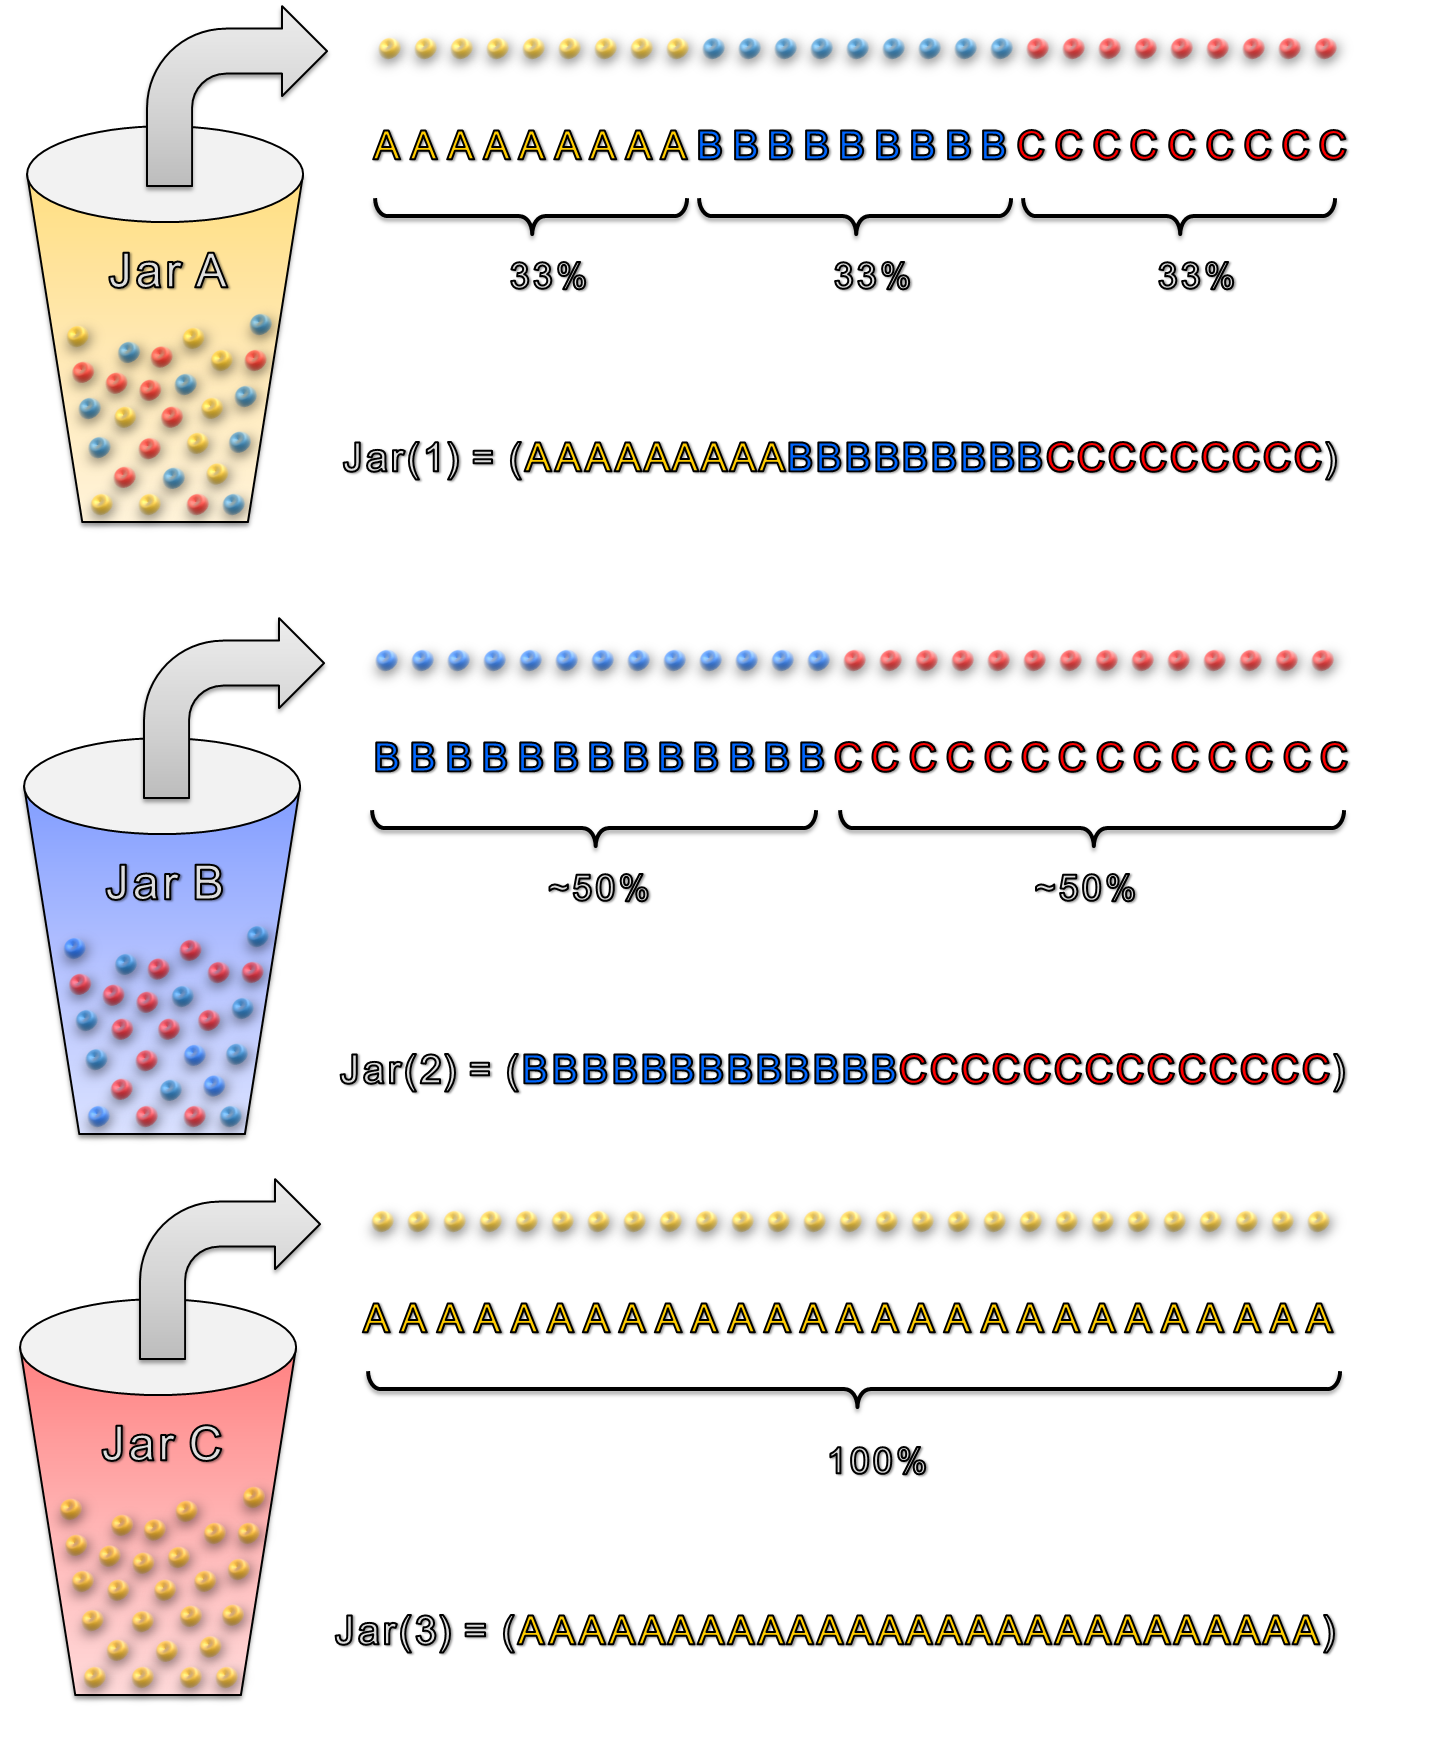 A A A A A A A A A B B B B B B B B B C C C C C C C C C
33% 33% 33%
Jar A
Jar(1) = (AAAAAAAAABBBBBBBBBCCCCCCCCC)
B B B B B B B B B B B B B C C C C C C C C C C C C C C
~50% ~50%
Jar B
Jar(2) = (BBBBBBBBBBBBBCCCCCCCCCCCCCC)
A A A A A A A A A A A A A A A A A A A A A A A A A A A
100%
Jar C
Jar(3) = (AAAAAAAAAAAAAAAAAAAAAAAAAAA)